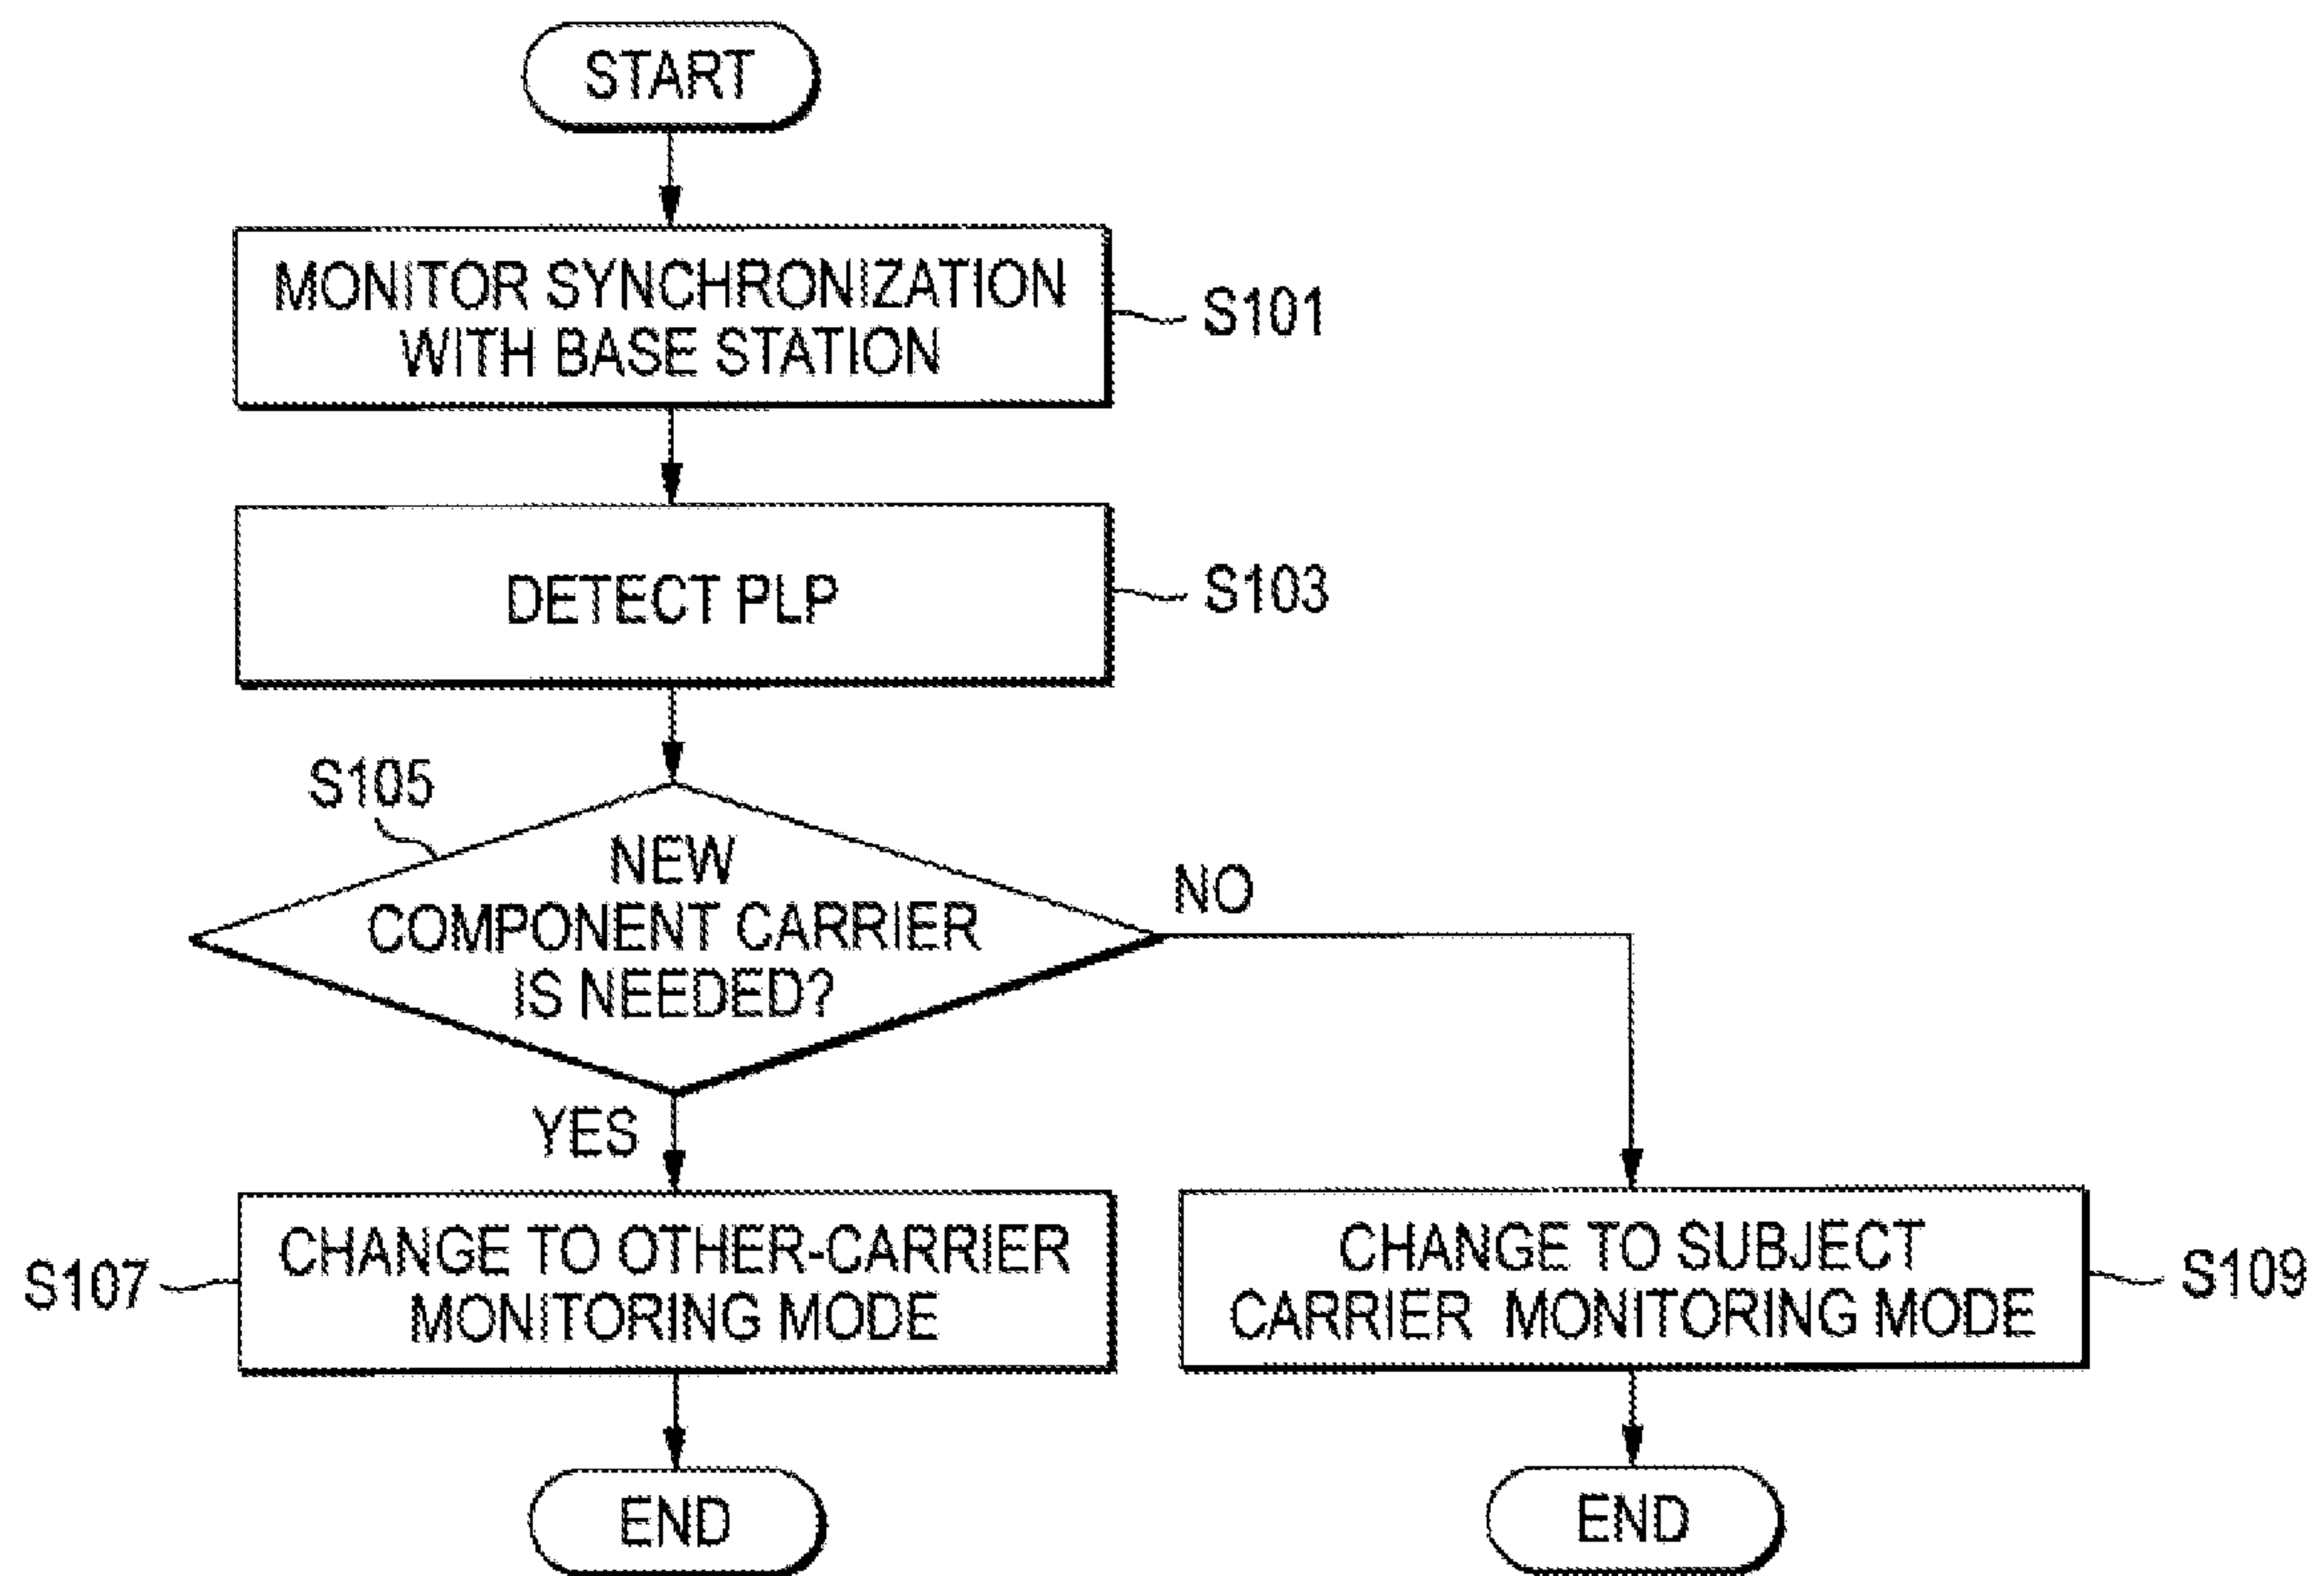 START
MONITOR SYNCHRONIZATION
WITH BASE STATION
S101
DETECT PLP
S103
S105
NEW
COMPONENT CARRIER
IS NEEDED?
NO
YES
S107
CHANGE TO OTHER-CARRIER
MONITORING MODE
CHANGE TO SUBJECT
CARRIER MONITORING MODE
S109
END
END